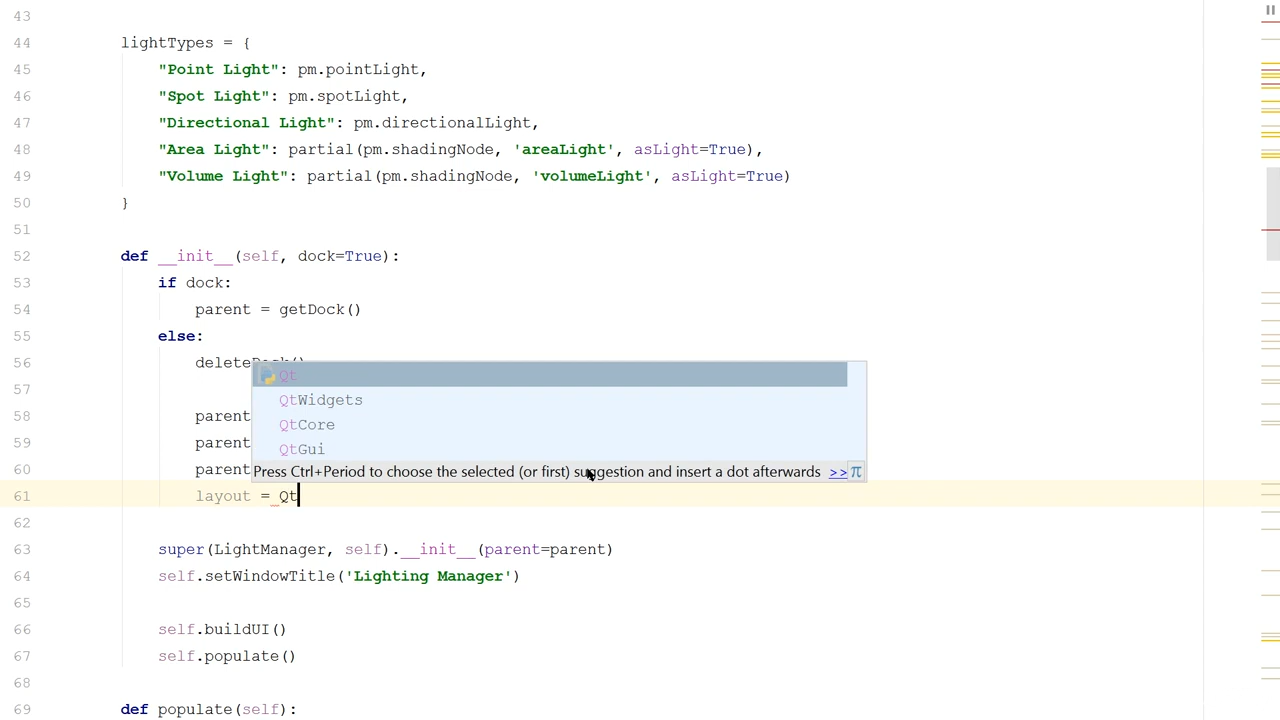 43
44 lightTypes = {
45 "Point Light": pm.pointLight,
46 "Spot Light": pm.spotLight,
47 "Directional Light": pm.directionalLight,
48 "Area Light": partial(pm.shadingNode, 'areaLight', asLight=True),
49 "Volume Light": partial(pm.shadingNode, 'volumeLight', asLight=True)
50 }
51
52 def __init__(self, dock=True):
53 if dock:
54 parent = getDock()
55 else:
56 deleteDock()
Qt
57
QtWidgets
58 parent
QtCore
59 parent
QtGui
60 parent
Press Ctrl+Period to choose the selected (or first) suggestion and insert a dot afterwards >> π
61 layout = Qt
62
63 super(LightManager, self).__init__(parent=parent)
64 self.setWindowTitle('Lighting Manager')
65
66 self.buildUI()
67 self.populate()
68
69 def populate(self):